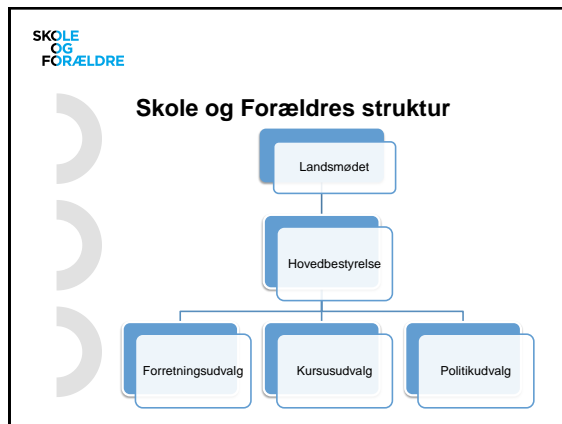 SKOLE
OG
FORÆLDRE
Skole og Forældres struktur
Landsmødet
Hovedbestyrelse
Forretningsudvalg
Kursusudvalg
Politikudvalg